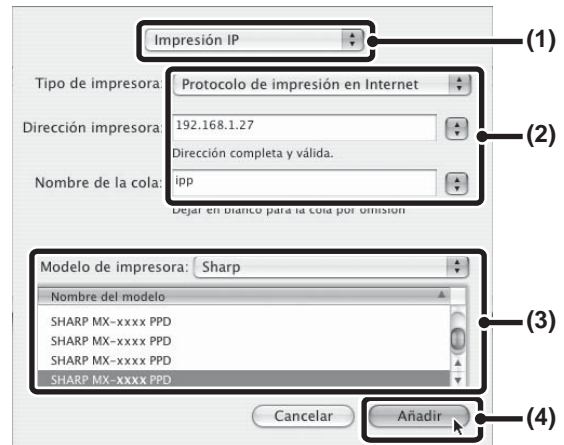 Impresión IP
(1)
Tipo de impresora: Protocolo de impresión en Internet
Dirección impresora: 192.168.1.27
(2)
Dirección completa y válida.
Nombre de la cola: ipp
Dejar en blanco para la cola por omisión
Modelo de impresora: Sharp
Nombre del modelo
SHARP MX-xxxx PPD
(3)
SHARP MX-xxxx PPD
SHARP MX-xxxx PPD
SHARP MX-xxxx PPD
Cancelar Añadir
(4)